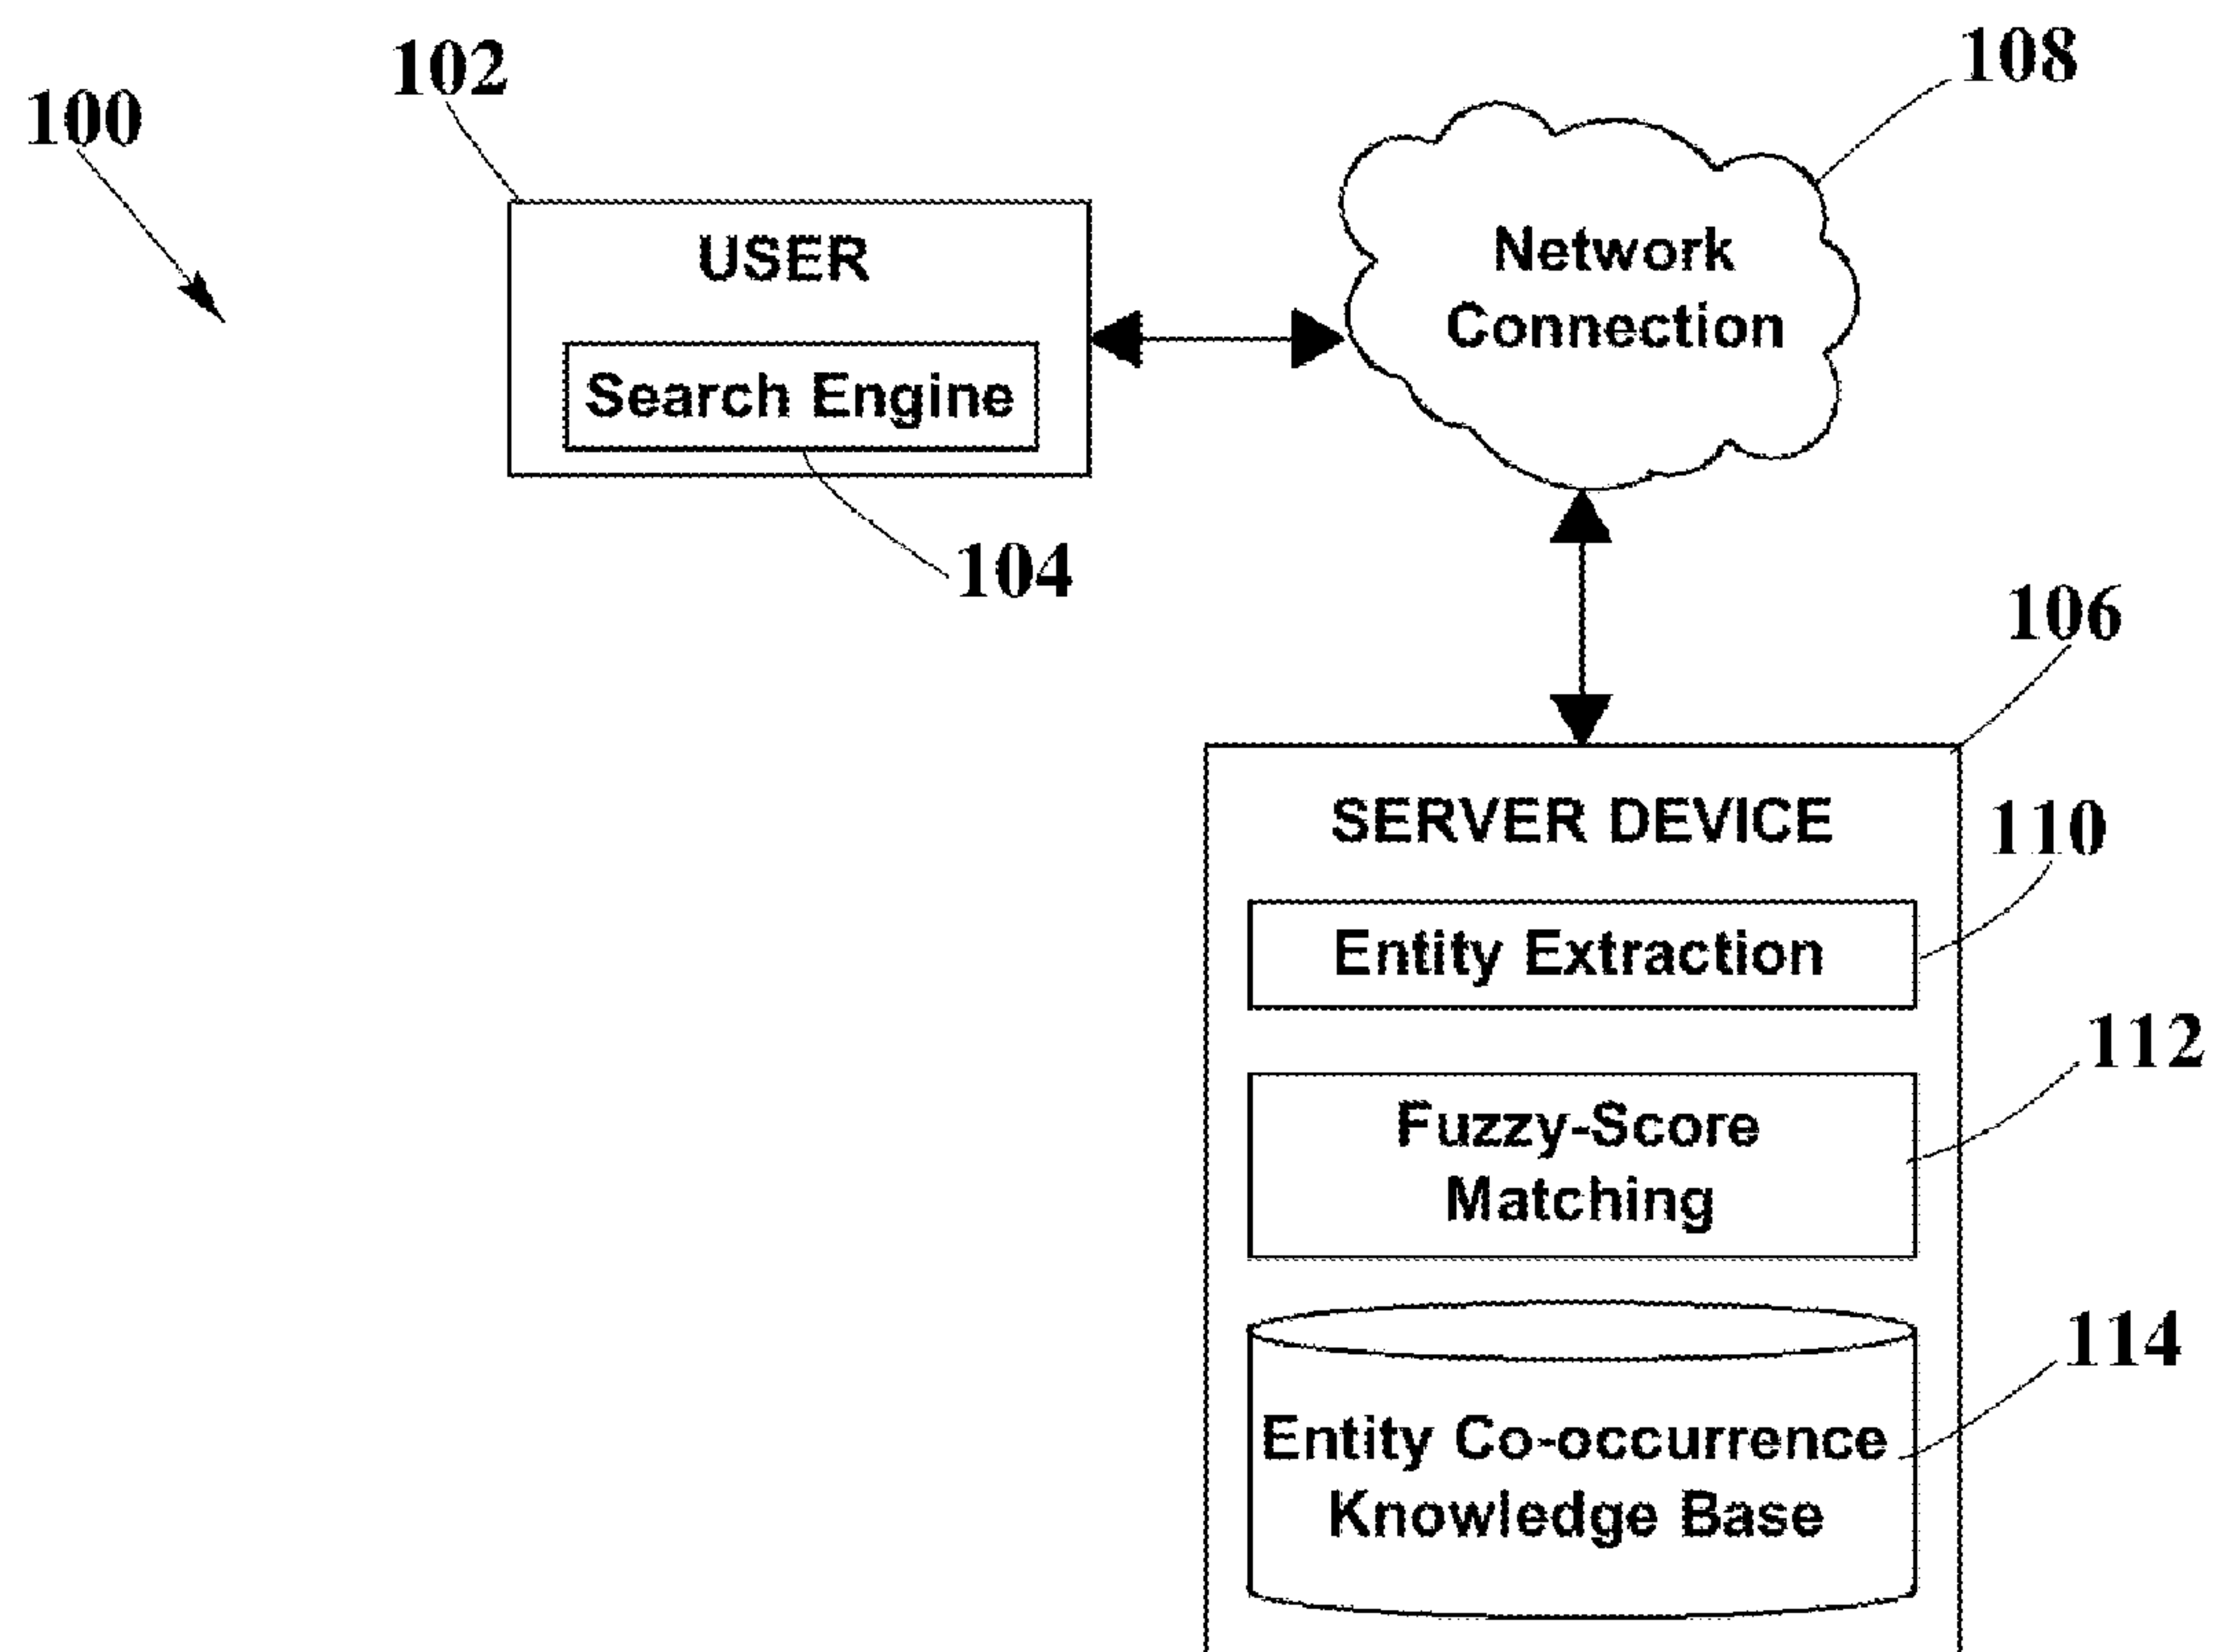 100
102
108
USER
Search Engine
Network
Connection
104
106
SERVER DEVICE
110
Entity Extraction
112
Fuzzy-Score
Matching
114
Entity Co-occurrence
Knowledge Base